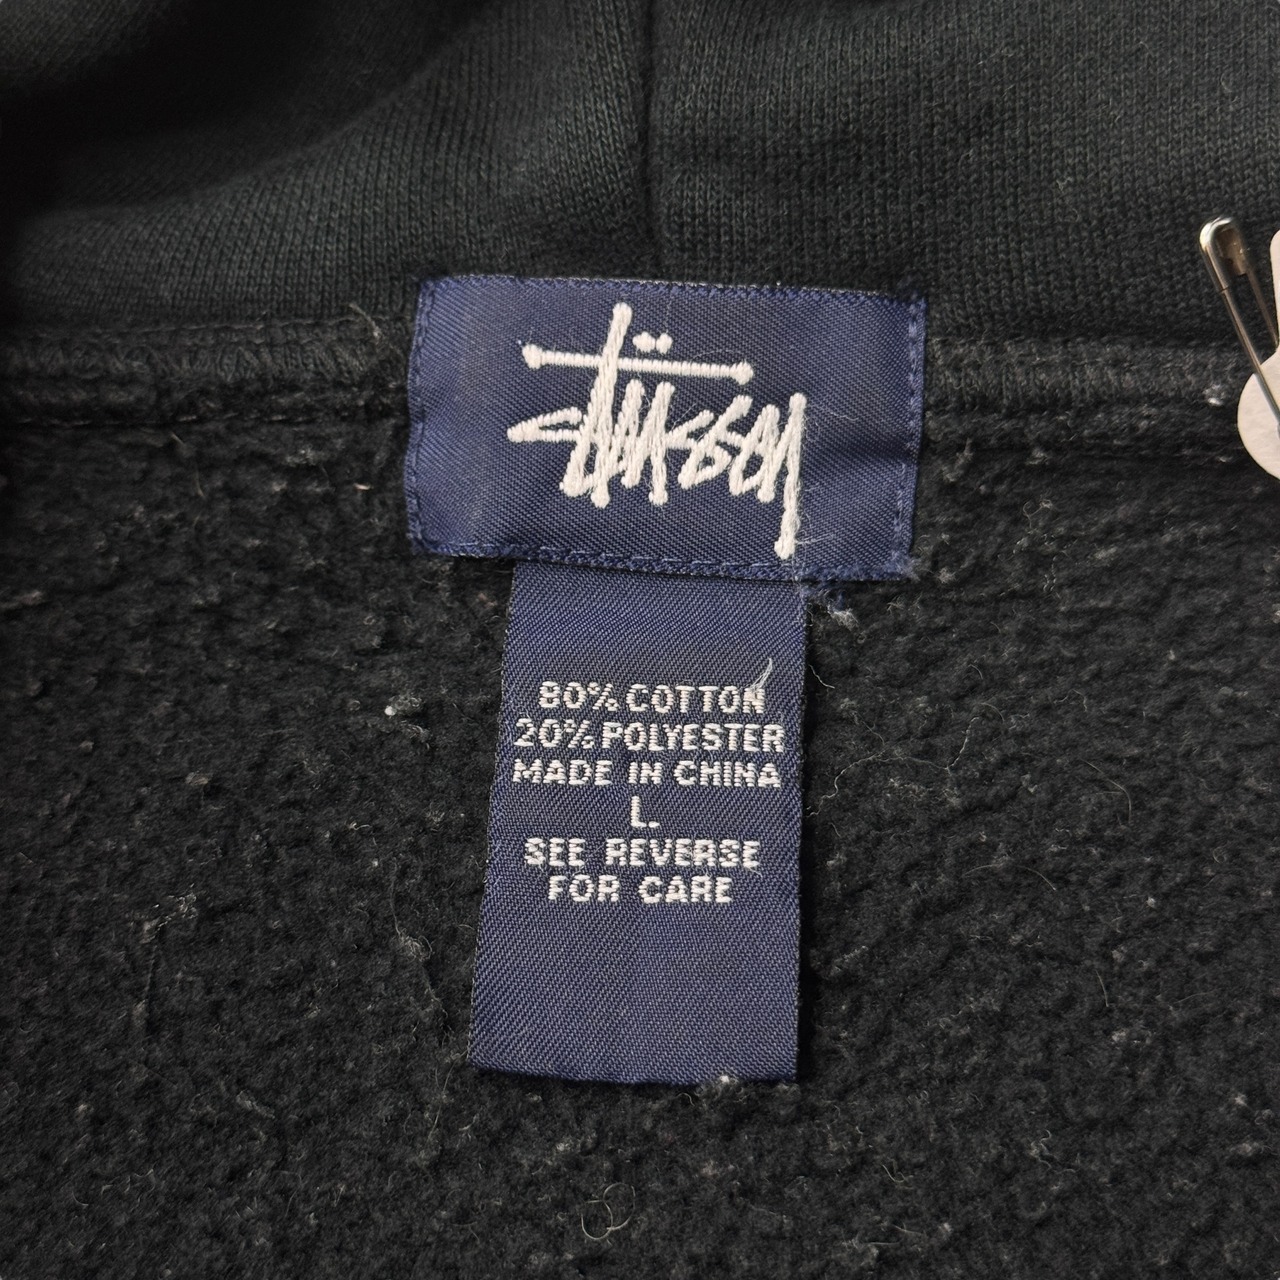 Stüssy
80% COTTON
20% POLYESTER
MADE IN CHINA
L.
SEE REVERSE
FOR CARE